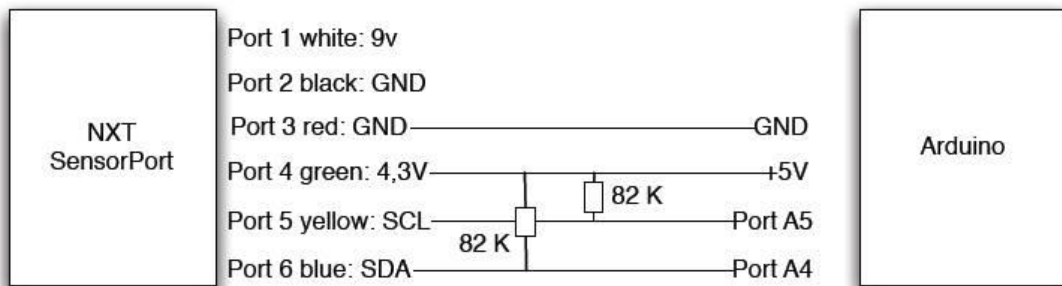 Port 1 white: 9v
Port 2 black: GND
NXT
SensorPort
Port 3 red: GND
GND
Arduino
Port 4 green: 4,3V
+5V
82 K
Port 5 yellow: SCL
Port A5
82 K
Port 6 blue: SDA
Port A4